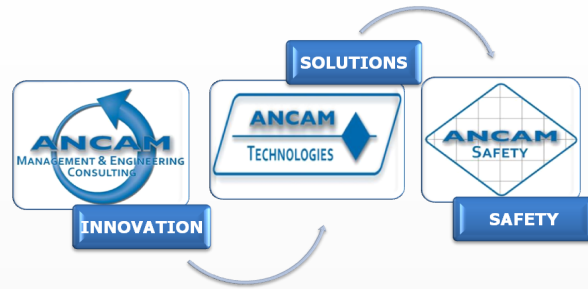 ANCAM
MANAGEMENT & ENGINEERING
CONSULTING
INNOVATION
SOLUTIONS
ANCAM
TECHNOLOGIES
ANCAM
SAFETY
SAFETY